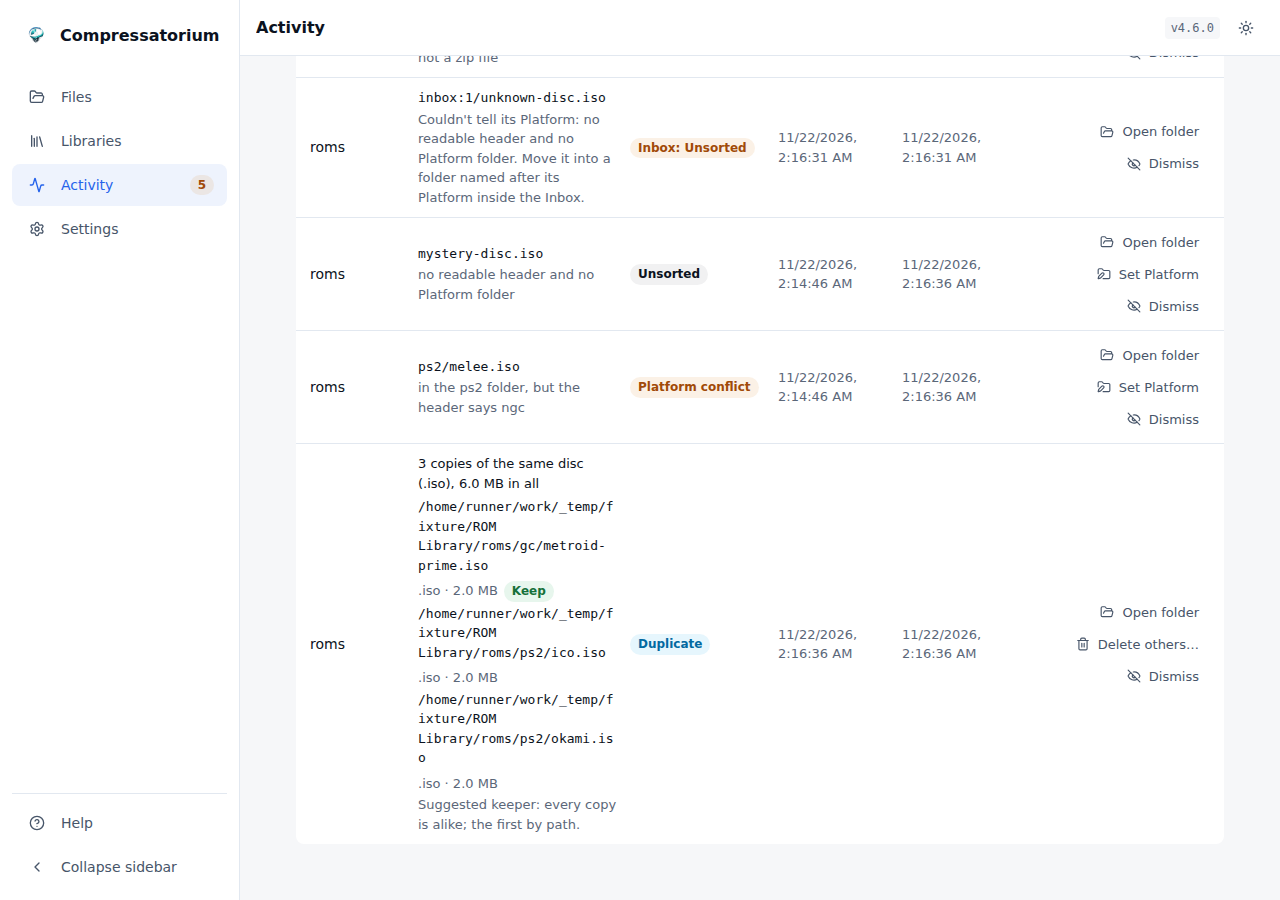 Compressatorium
Activity
v4.6.0
Files
Libraries
Activity
5
Settings
Help
Collapse sidebar
not a zip file
Dismiss
roms
inbox:1/unknown-disc.iso
Couldn't tell its Platform: no
readable header and no
Platform folder. Move it into a
folder named after its
Platform inside the Inbox.
Inbox: Unsorted
11/22/2026,
2:16:31 AM
11/22/2026,
2:16:31 AM
Open folder
Dismiss
roms
mystery-disc.iso
no readable header and no
Platform folder
Unsorted
11/22/2026,
2:14:46 AM
11/22/2026,
2:16:36 AM
Open folder
Set Platform
Dismiss
roms
ps2/melee.iso
in the ps2 folder, but the
header says ngc
Platform conflict
11/22/2026,
2:14:46 AM
11/22/2026,
2:16:36 AM
Open folder
Set Platform
Dismiss
roms
3 copies of the same disc
(.iso), 6.0 MB in all
/home/runner/work/_temp/f
ixture/ROM
Library/roms/gc/metroid-
prime.iso
.iso · 2.0 MB Keep
/home/runner/work/_temp/f
ixture/ROM
Library/roms/ps2/ico.iso
.iso · 2.0 MB
/home/runner/work/_temp/f
ixture/ROM
Library/roms/ps2/okami.is
o
.iso · 2.0 MB
Suggested keeper: every copy
is alike; the first by path.
Duplicate
11/22/2026,
2:16:36 AM
11/22/2026,
2:16:36 AM
Open folder
Delete others…
Dismiss